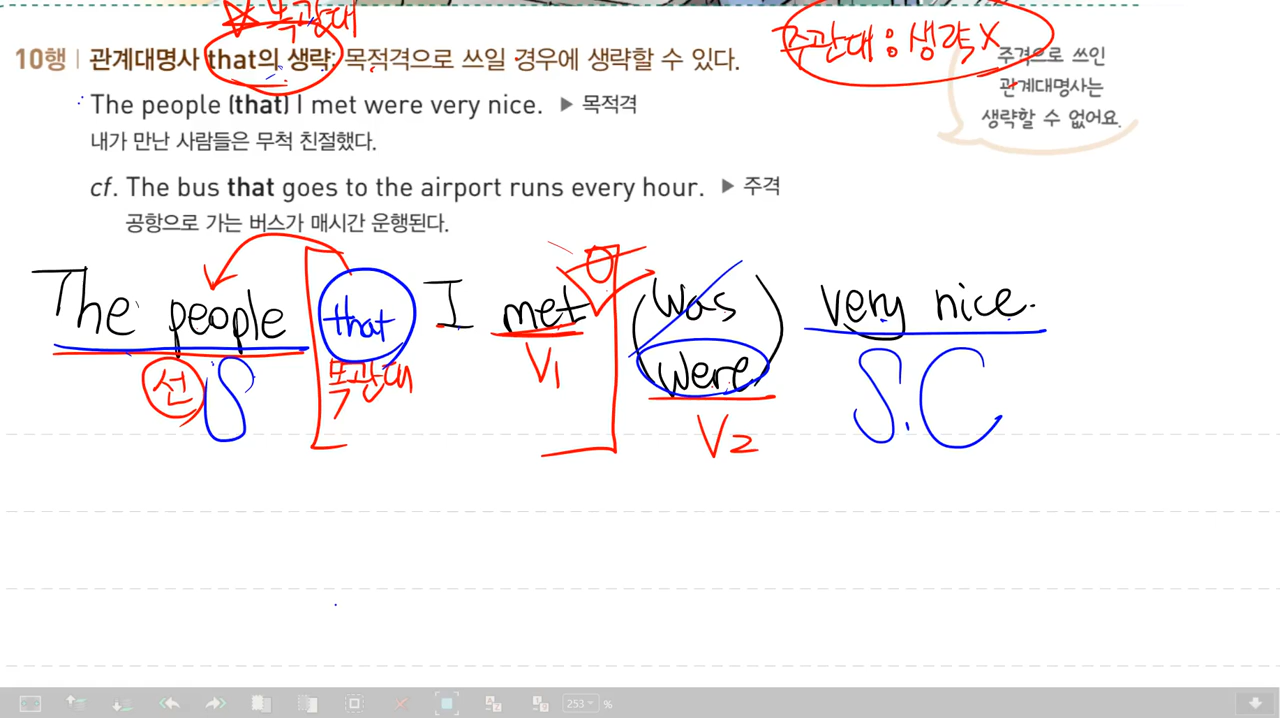 목관대
주관대 : 생략X
10행 | 관계대명사 that의 생략: 목적격으로 쓰일 경우에 생략할 수 있다.
주격으로 쓰인
관계대명사는
생략할 수 없어요.
The people (that) I met were very nice. ▶ 목적격
내가 만난 사람들은 무척 친절했다.
cf. The bus that goes to the airport runs every hour. ▶ 주격
공항으로 가는 버스가 매시간 운행된다.
The people that I met (was very nice.
were)
선 S 목관대 V1 V2 S.C
253 %